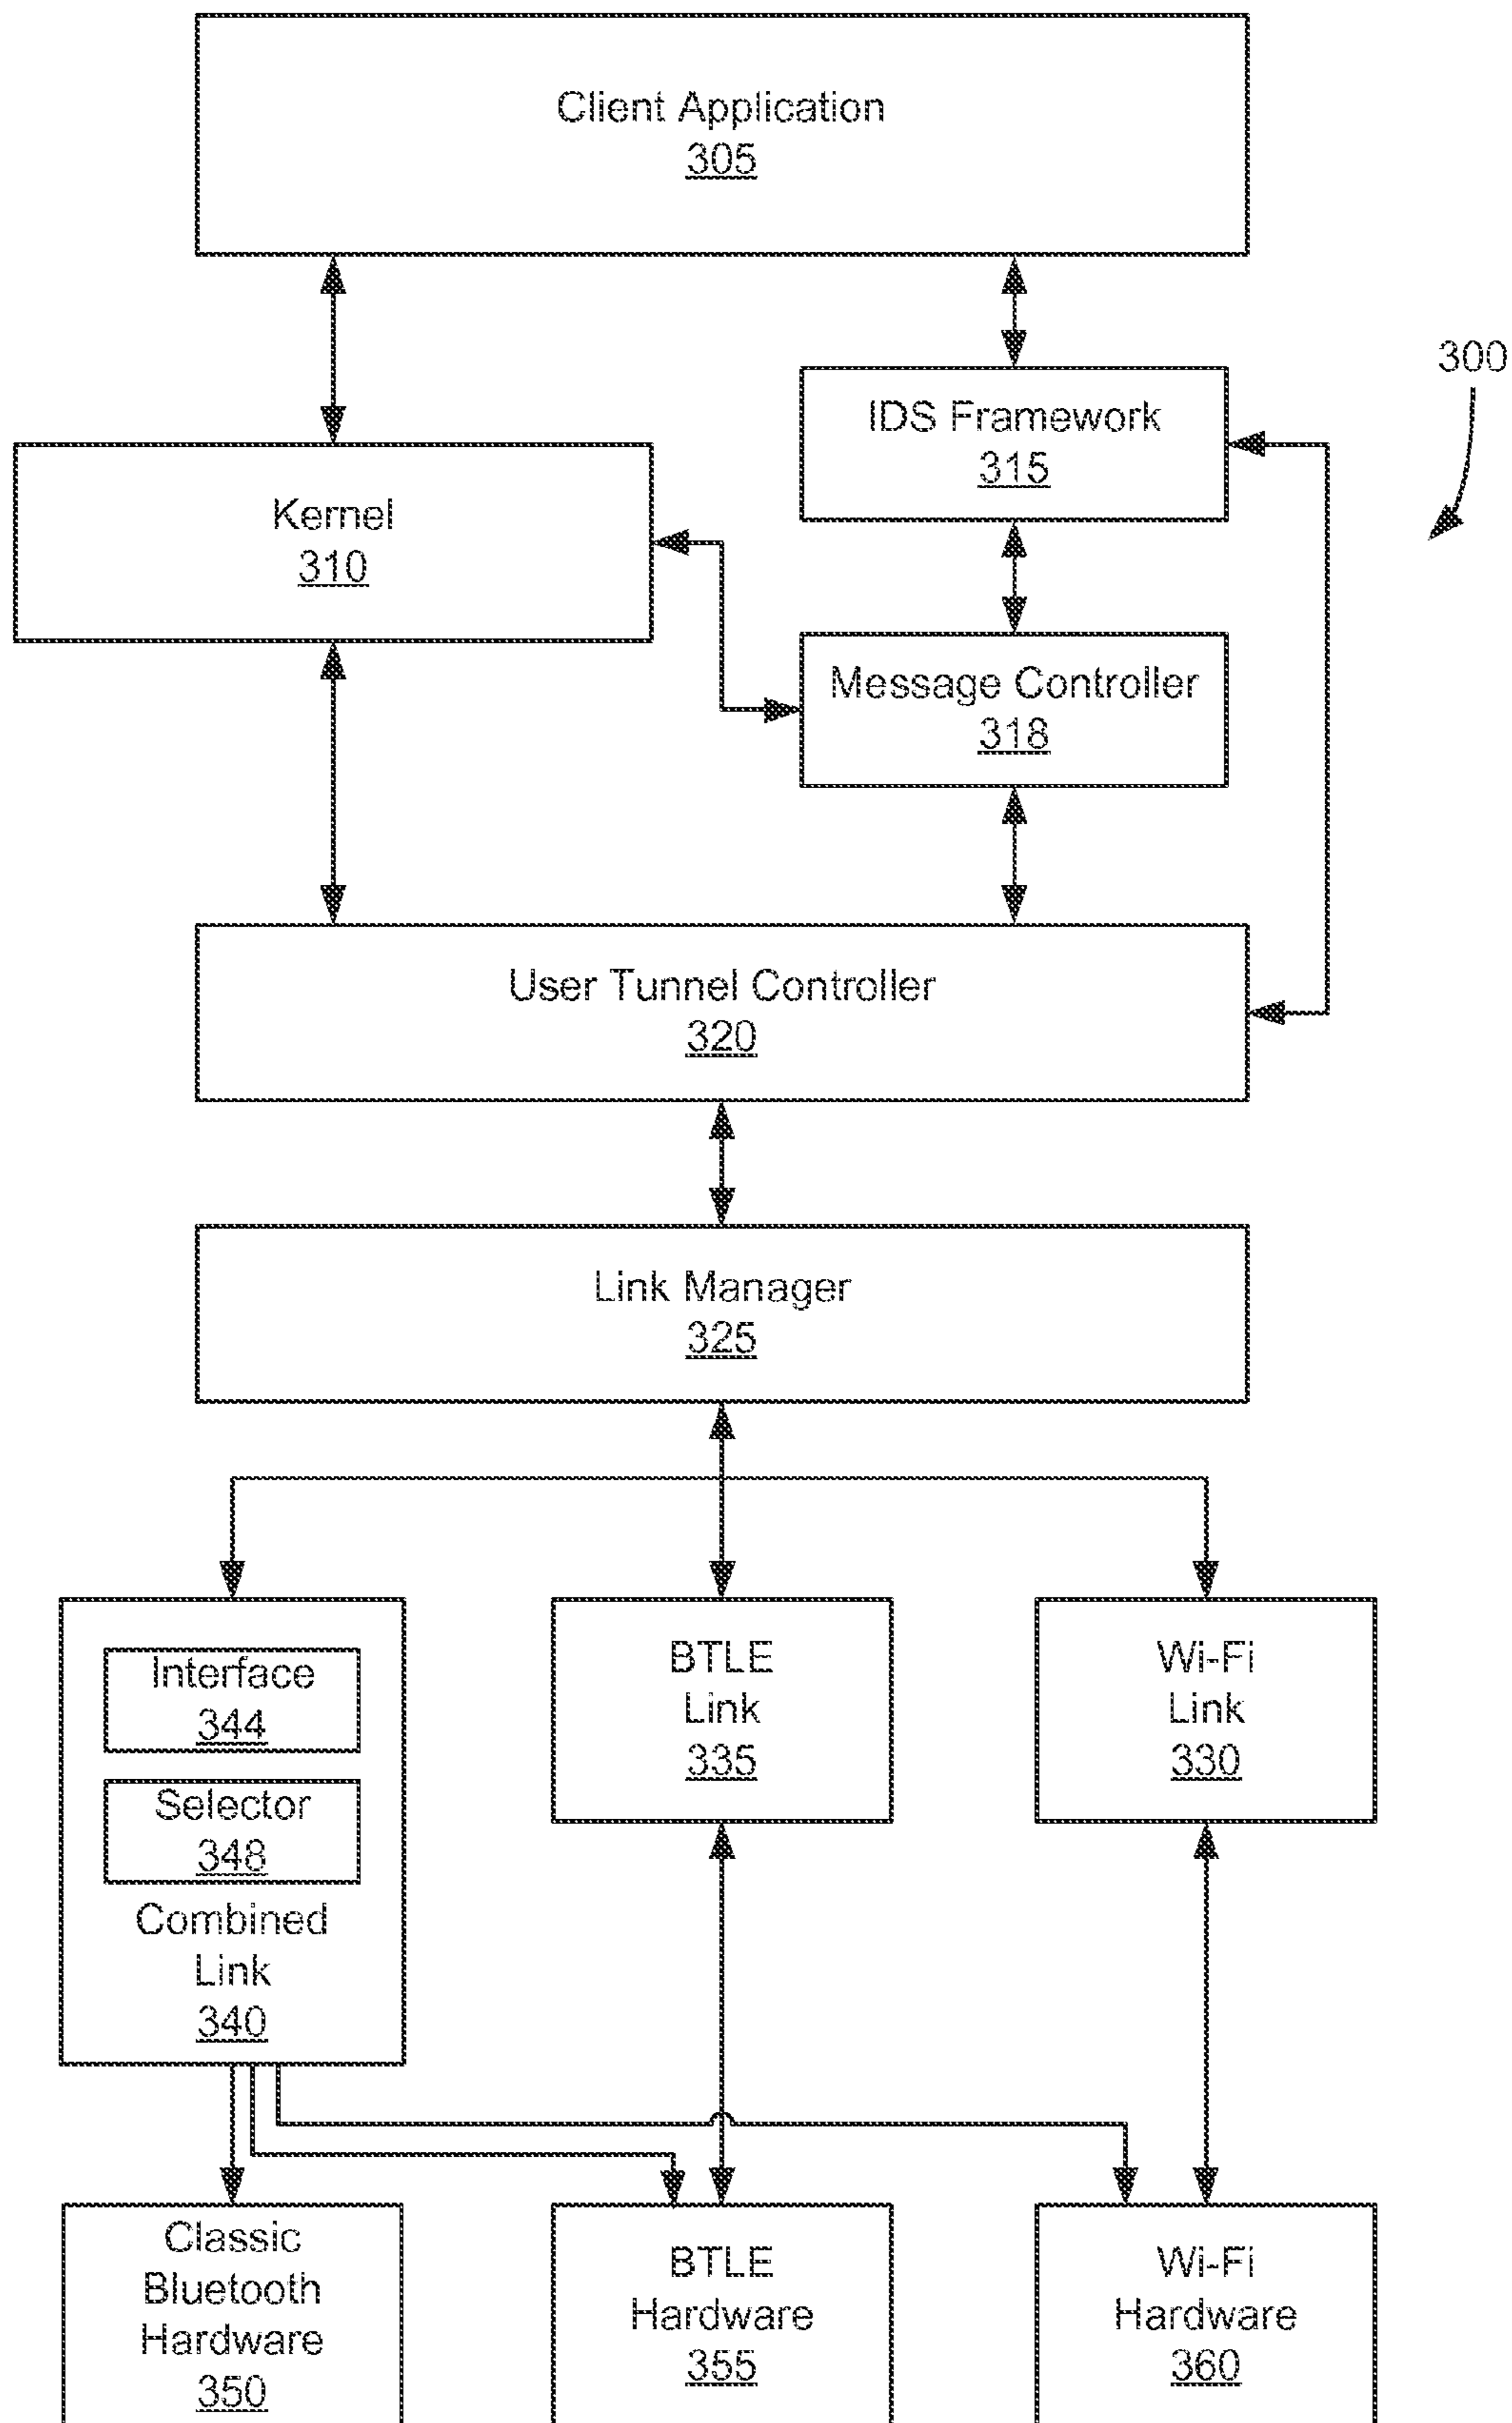 Client Application
305
300
IDS Framework
315
Kernel
310
Message Controller
318
User Tunnel Controller
320
Link Manager
325
Interface
344
Selector
348
Combined
Link
340
BTLE
Link
335
Wi-Fi
Link
330
Classic
Bluetooth
Hardware
350
BTLE
Hardware
355
Wi-Fi
Hardware
360